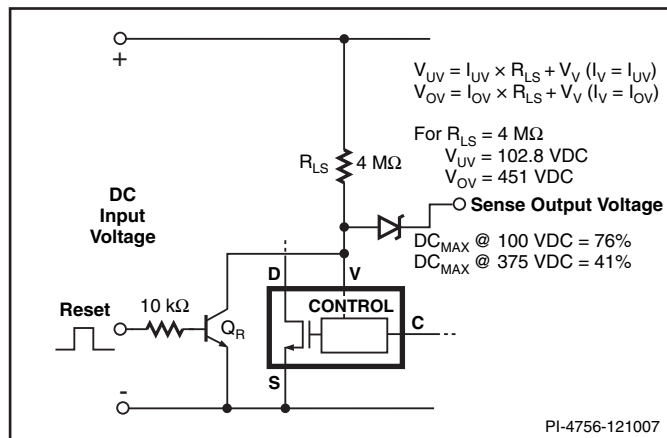 +
V_UV = I_UV × R_LS + V_V (I_V = I_UV)
V_OV = I_OV × R_LS + V_V (I_V = I_OV)
For R_LS = 4 MΩ
V_UV = 102.8 VDC
V_OV = 451 VDC
R_LS 4 MΩ
DC
Input
Voltage
Sense Output Voltage
DC_MAX @ 100 VDC = 76%
DC_MAX @ 375 VDC = 41%
D V
CONTROL
C
Reset
10 kΩ
Q_R
S
-
PI-4756-121007